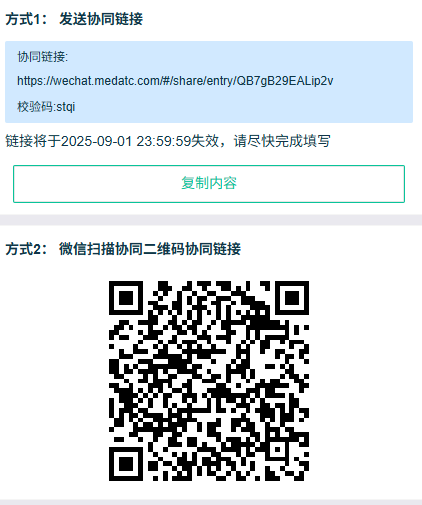 方式1： 发送协同链接
协同链接:
https://wechat.medatc.com/#/share/entry/QB7gB29EALip2v
校验码:stqi
链接将于2025-09-01 23:59:59失效，请尽快完成填写
复制内容
方式2： 微信扫描协同二维码协同链接